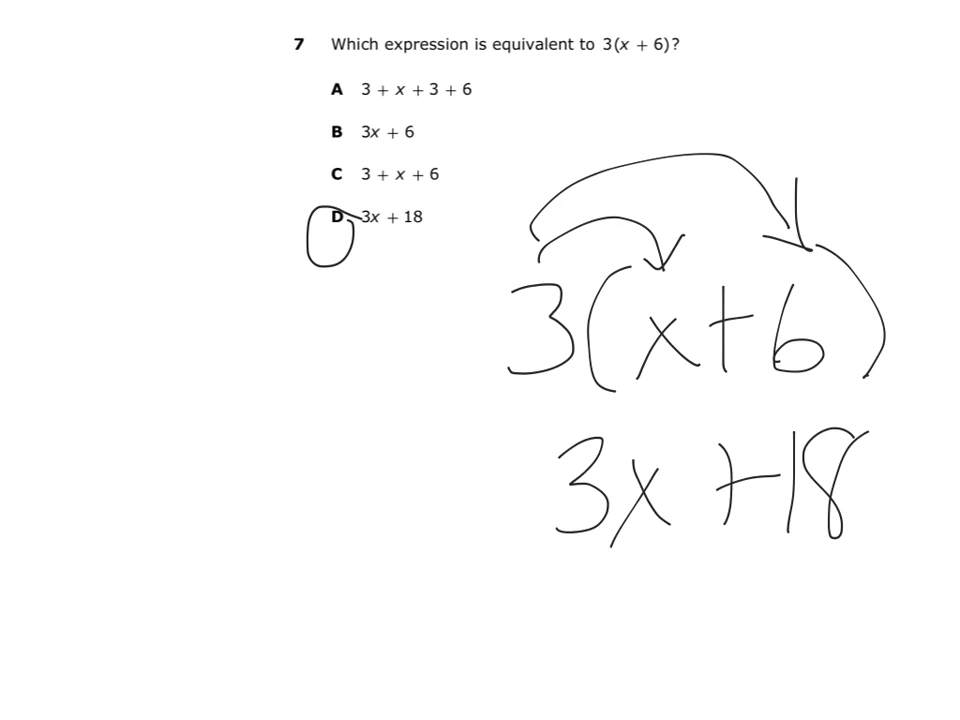 7 Which expression is equivalent to 3(x + 6)?
A 3 + x + 3 + 6
B 3x + 6
C 3 + x + 6
D 3x + 18
3(x+6)
3x+18